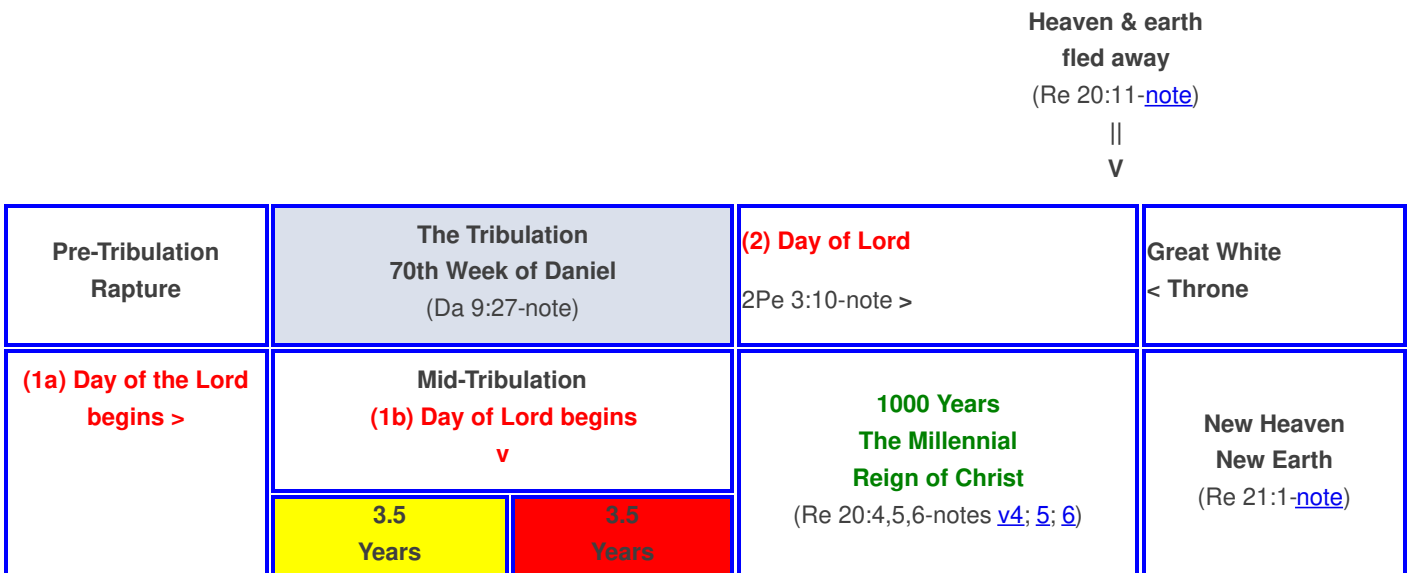 Heaven & earth
fled away
(Re 20:11-note)
||
V
Pre-Tribulation
Rapture
The Tribulation
70th Week of Daniel
(Da 9:27-note)
(2) Day of Lord
2Pe 3:10-note >
Great White
< Throne
(1a) Day of the Lord
begins >
Mid-Tribulation
(1b) Day of Lord begins
v
3.5
Years
3.5
Years
1000 Years
The Millennial
Reign of Christ
(Re 20:4,5,6-notes v4; 5; 6)
New Heaven
New Earth
(Re 21:1-note)